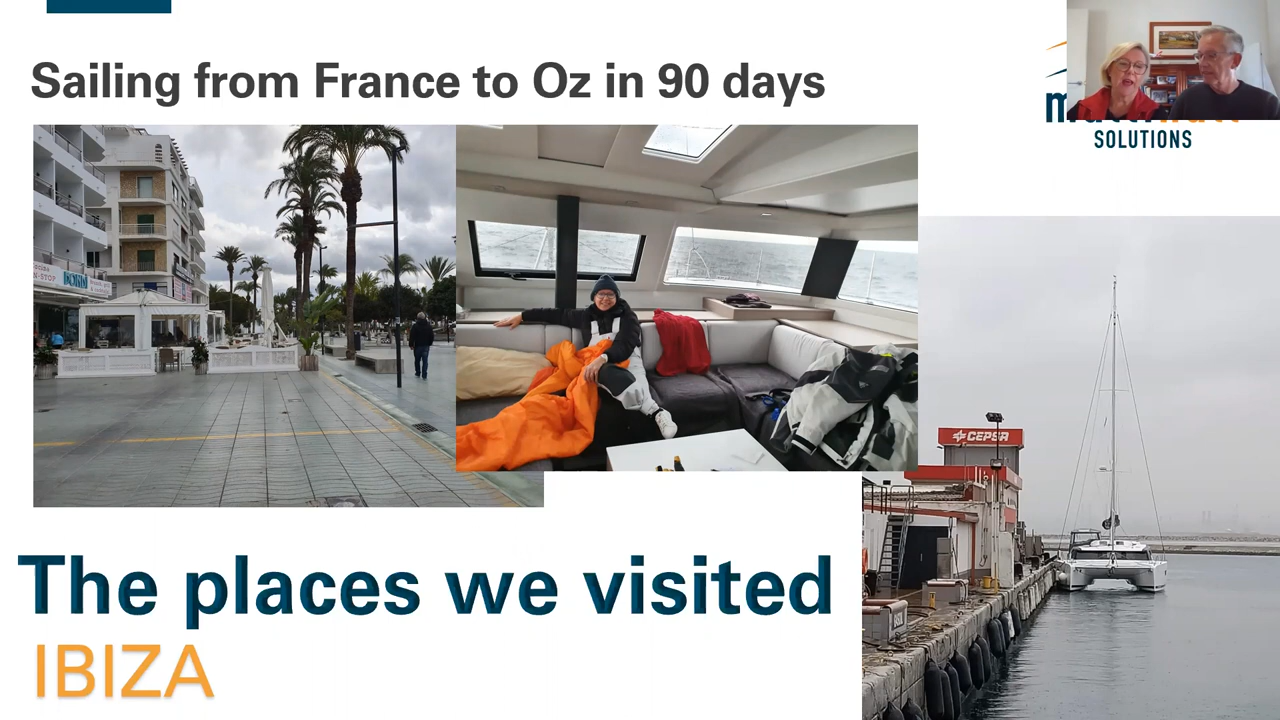 Sailing from France to Oz in 90 days
SOLUTIONS
CEPSA
The places we visited
IBIZA